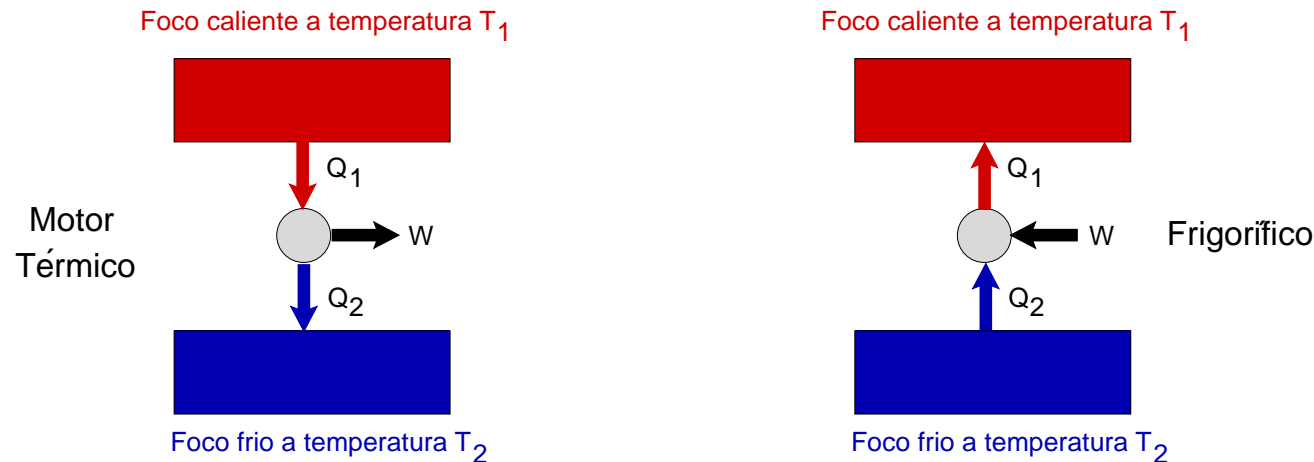 Foco caliente a temperatura T1
Q1
Motor
Térmico
W
Q2
Foco frio a temperatura T2
Foco caliente a temperatura T1
Q1
W
Frigorífico
Q2
Foco frio a temperatura T2